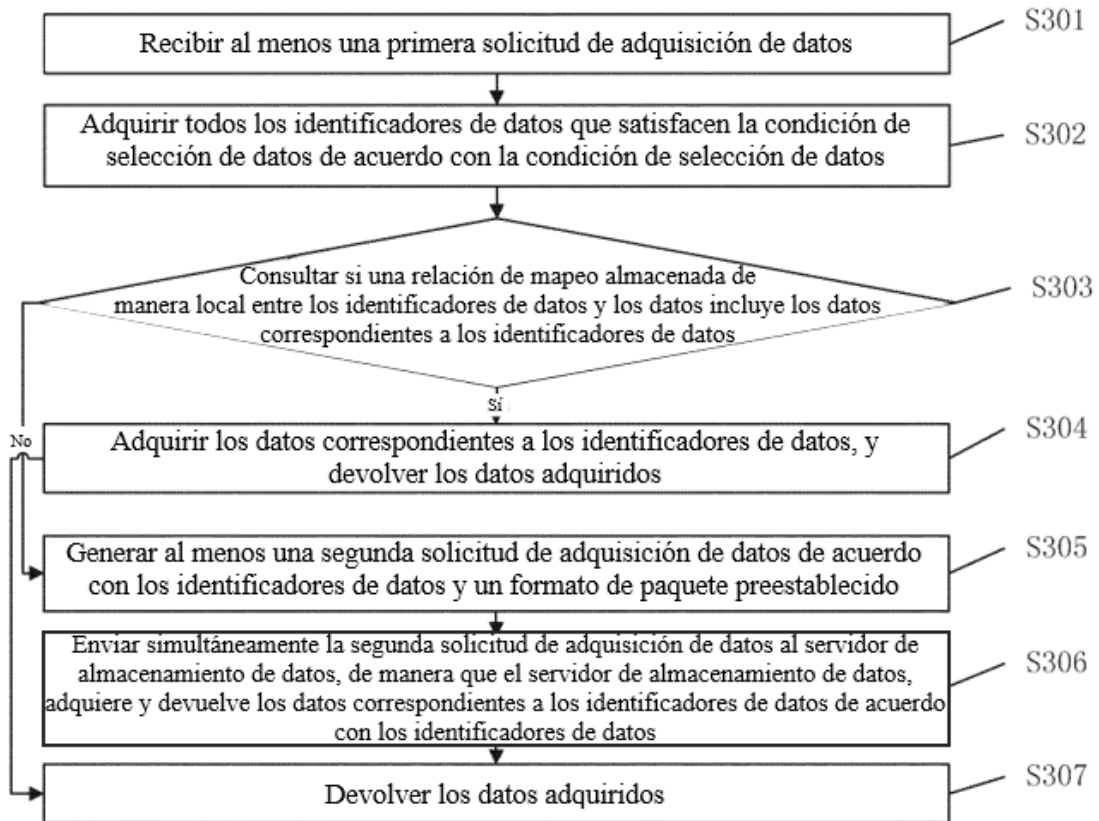 Recibir al menos una primera solicitud de adquisición de datos
S301
Adquirir todos los identificadores de datos que satisfacen la condición de
selección de datos de acuerdo con la condición de selección de datos
S302
Consultar si una relación de mapeo almacenada de
manera local entre los identificadores de datos y los datos incluye los datos
correspondientes a los identificadores de datos
S303
Sí
No
Adquirir los datos correspondientes a los identificadores de datos, y
devolver los datos adquiridos
S304
Generar al menos una segunda solicitud de adquisición de datos de acuerdo
con los identificadores de datos y un formato de paquete preestablecido
S305
Enviar simultáneamente la segunda solicitud de adquisición de datos al servidor de
almacenamiento de datos, de manera que el servidor de almacenamiento de datos,
adquiere y devuelve los datos correspondientes a los identificadores de datos de acuerdo
con los identificadores de datos
S306
Devolver los datos adquiridos
S307